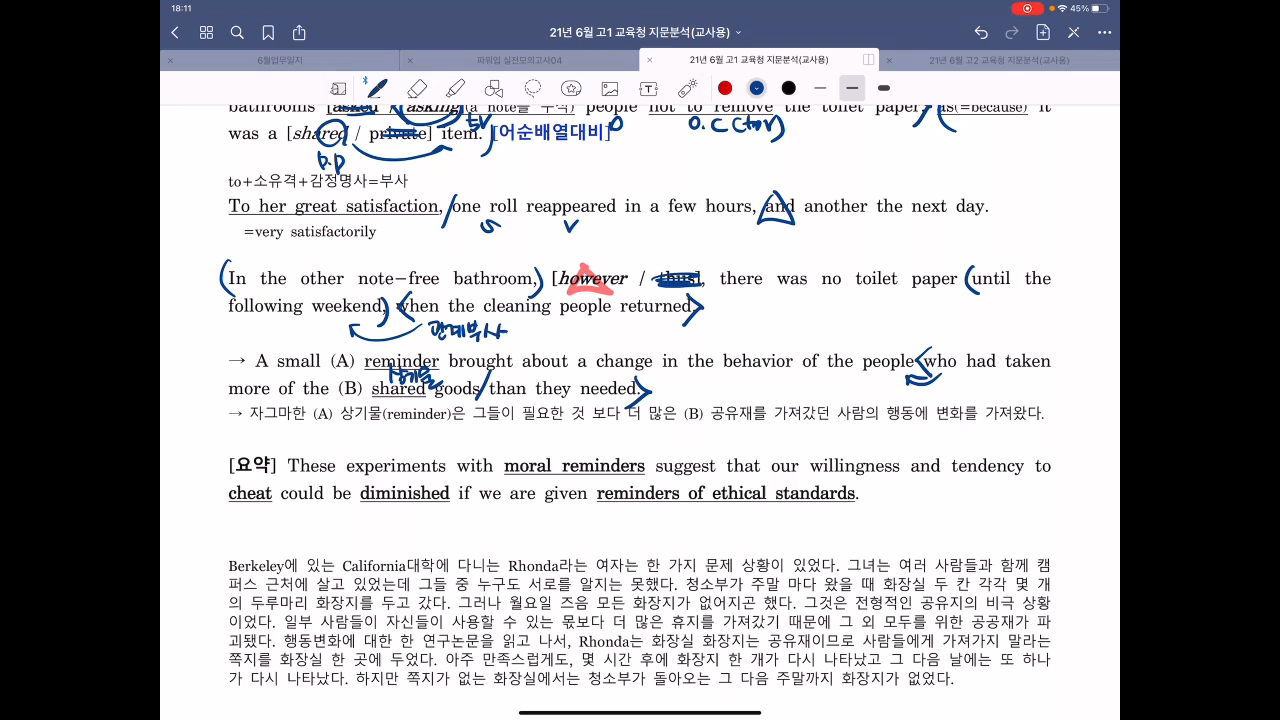 18:11
45%
21년 6월 고1 교육청 지문분석(교사용)
6월업무일지
파워업 실전모의고사04
21년 6월 고1 교육청 지문분석(교사용)
21년 6월 고2 교육청 지문분석(교사용)
bathrooms [asked / asking(a note를 수식) people not to remove the toilet paper, as(=because) it
was a [shared / private] item. [어순배열대비]
O O.C (to v)
p.p
to+소유격+감정명사=부사
To her great satisfaction, one roll reappeared in a few hours, and another the next day.
s v
=very satisfactorily
In the other note-free bathroom, [however / thus], there was no toilet paper until the
following weekend, when the cleaning people returned.
관계부사
→ A small (A) reminder brought about a change in the behavior of the people who had taken
상기물
more of the (B) shared goods than they needed.
→ 자그마한 (A) 상기물(reminder)은 그들이 필요한 것 보다 더 많은 (B) 공유재를 가져갔던 사람의 행동에 변화를 가져왔다.
[요약] These experiments with moral reminders suggest that our willingness and tendency to
cheat could be diminished if we are given reminders of ethical standards.
Berkeley에 있는 California대학에 다니는 Rhonda라는 여자는 한 가지 문제 상황이 있었다. 그녀는 여러 사람들과 함께 캠
퍼스 근처에 살고 있었는데 그들 중 누구도 서로를 알지는 못했다. 청소부가 주말 마다 왔을 때 화장실 두 칸 각각 몇 개
의 두루마리 화장지를 두고 갔다. 그러나 월요일 즈음 모든 화장지가 없어지곤 했다. 그것은 전형적인 공유지의 비극 상황
이었다. 일부 사람들이 자신들이 사용할 수 있는 몫보다 더 많은 휴지를 가져갔기 때문에 그 외 모두를 위한 공공재가 파
괴됐다. 행동변화에 대한 한 연구논문을 읽고 나서, Rhonda는 화장실 화장지는 공유재이므로 사람들에게 가져가지 말라는
쪽지를 화장실 한 곳에 두었다. 아주 만족스럽게도, 몇 시간 후에 화장지 한 개가 다시 나타났고 그 다음 날에는 또 하나
가 다시 나타났다. 하지만 쪽지가 없는 화장실에서는 청소부가 돌아오는 그 다음 주말까지 화장지가 없었다.